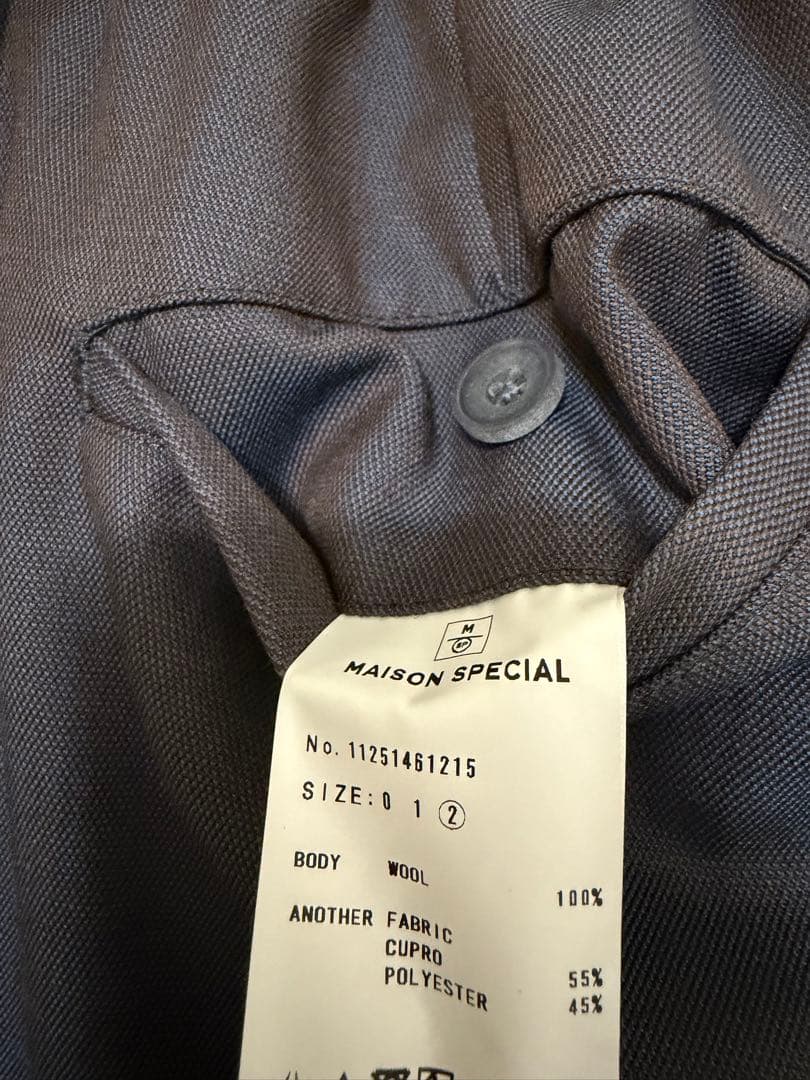 M
SP
MAISON SPECIAL
No. 11251461215
SIZE: 0 1 ②
BODY WOOL 100%
ANOTHER FABRIC
CUPRO 55%
POLYESTER 45%